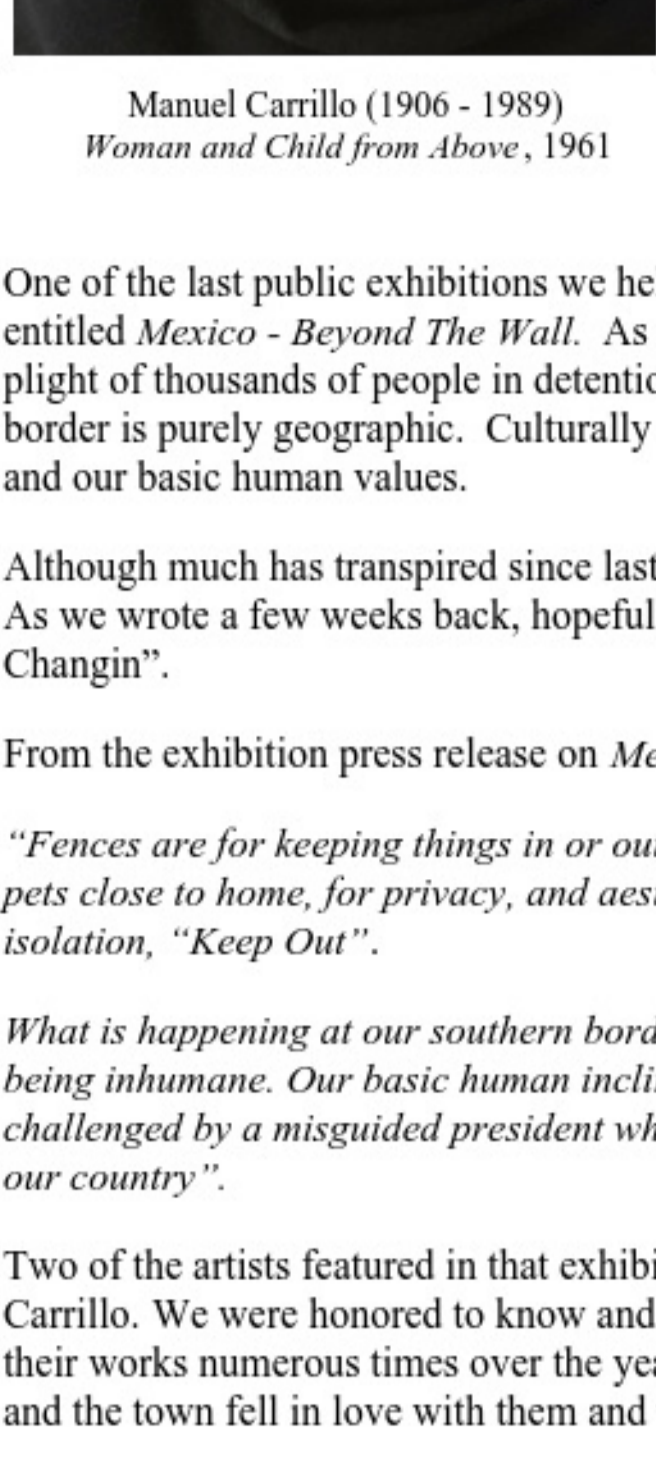 Manuel Carrillo (1906 - 1989)
Woman and Child from Above, 1961
One of the last public exhibitions we he
entitled Mexico - Beyond The Wall. As
plight of thousands of people in detentio
border is purely geographic. Culturally
and our basic human values.
Although much has transpired since last
As we wrote a few weeks back, hopeful
Changin”.
From the exhibition press release on Me
“Fences are for keeping things in or ou
pets close to home, for privacy, and aes
isolation, “Keep Out”.
What is happening at our southern bord
being inhumane. Our basic human incli
challenged by a misguided president wh
our country”.
Two of the artists featured in that exhibi
Carrillo. We were honored to know and
their works numerous times over the yea
and the town fell in love with them and